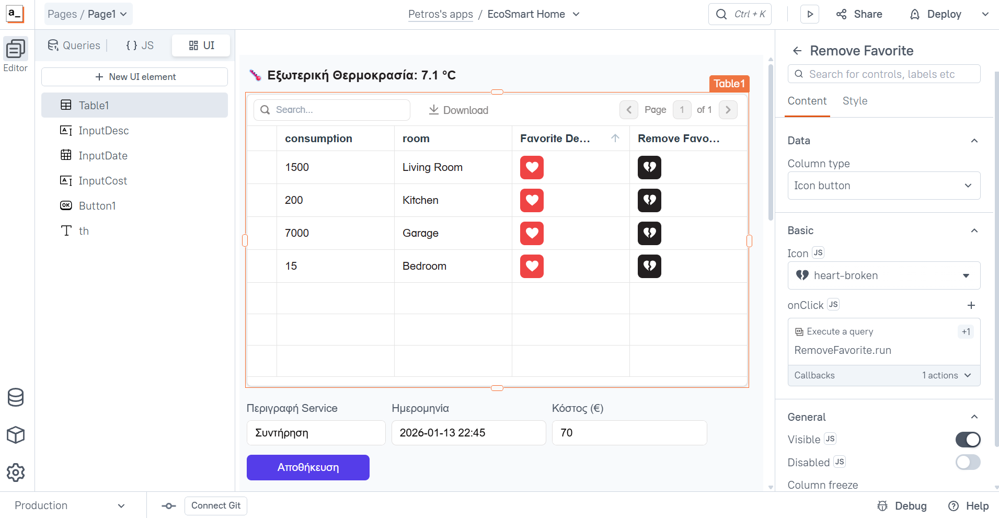 a_
Pages / Page1
Petros's apps / EcoSmart Home
Ctrl + K
Share
Deploy
Editor
Queries
{ } JS
UI
+ New UI element
Table1
InputDesc
InputDate
InputCost
OK Button1
th
Εξωτερική Θερμοκρασία: 7.1 °C
Table1
Search...
Download
Page 1 of 1
consumption room Favorite De... Remove Favo...
1500 Living Room
200 Kitchen
7000 Garage
15 Bedroom
Περιγραφή Service Ημερομηνία Κόστος (€)
Συντήρηση 2026-01-13 22:45 70
Αποθήκευση
Remove Favorite
Search for controls, labels etc
Content Style
Data
Column type
Icon button
Basic
Icon JS
heart-broken
onClick JS
Execute a query +1
RemoveFavorite.run
Callbacks 1 actions
General
Visible JS
Disabled JS
Column freeze
Production
Connect Git
Debug
Help